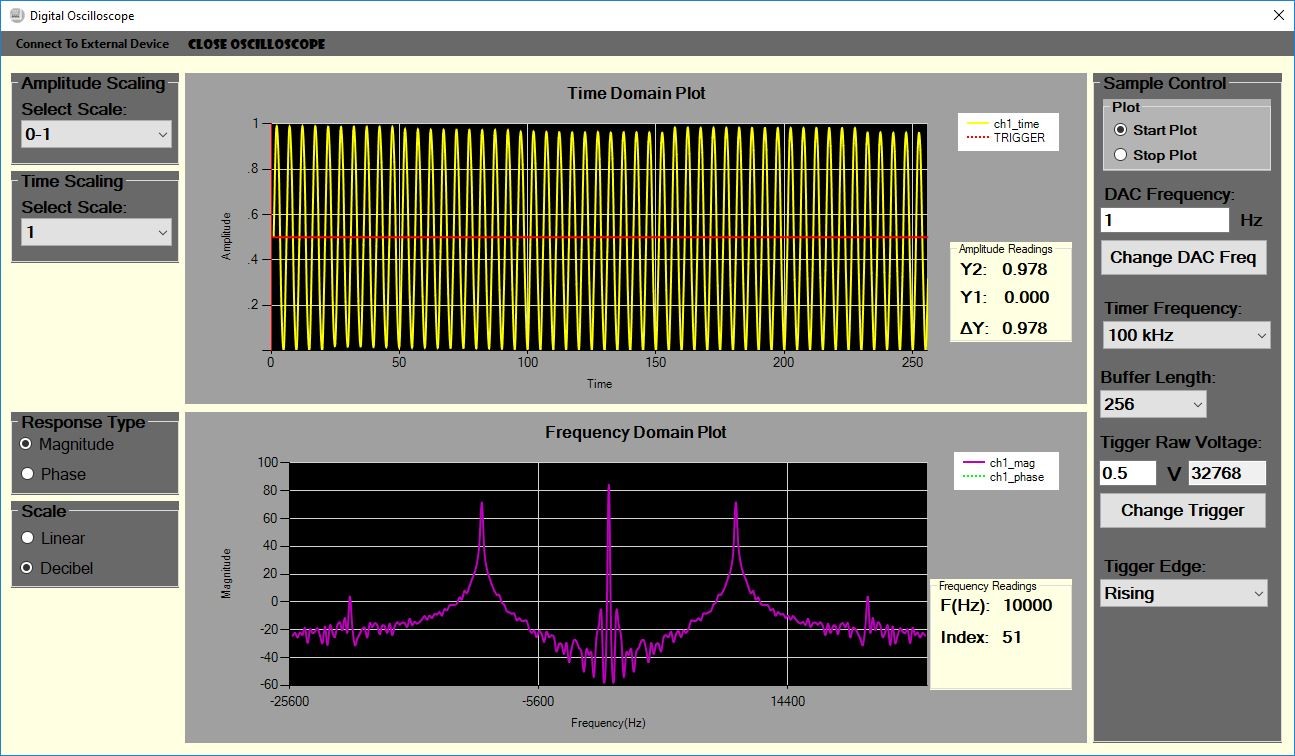 Digital Oscilloscope
Connect To External Device CLOSE OSCILLOSCOPE
Amplitude Scaling
Select Scale:
0-1
Time Scaling
Select Scale:
1
Response Type
Magnitude
Phase
Scale
Linear
Decibel
Time Domain Plot
ch1_time
TRIGGER
Amplitude
1
.8
.6
.4
.2
0 50 100 150 200 250
Time
Amplitude Readings
Y2: 0.978
Y1: 0.000
ΔY: 0.978
Frequency Domain Plot
ch1_mag
ch1_phase
Magnitude
100
80
60
40
20
0
-20
-40
-60
-25600 -5600 14400
Frequency(Hz)
Frequency Readings
F(Hz): 10000
Index: 51
Sample Control
Plot
Start Plot
Stop Plot
DAC Frequency:
1 Hz
Change DAC Freq
Timer Frequency:
100 kHz
Buffer Length:
256
Tigger Raw Voltage:
0.5 V 32768
Change Trigger
Tigger Edge:
Rising